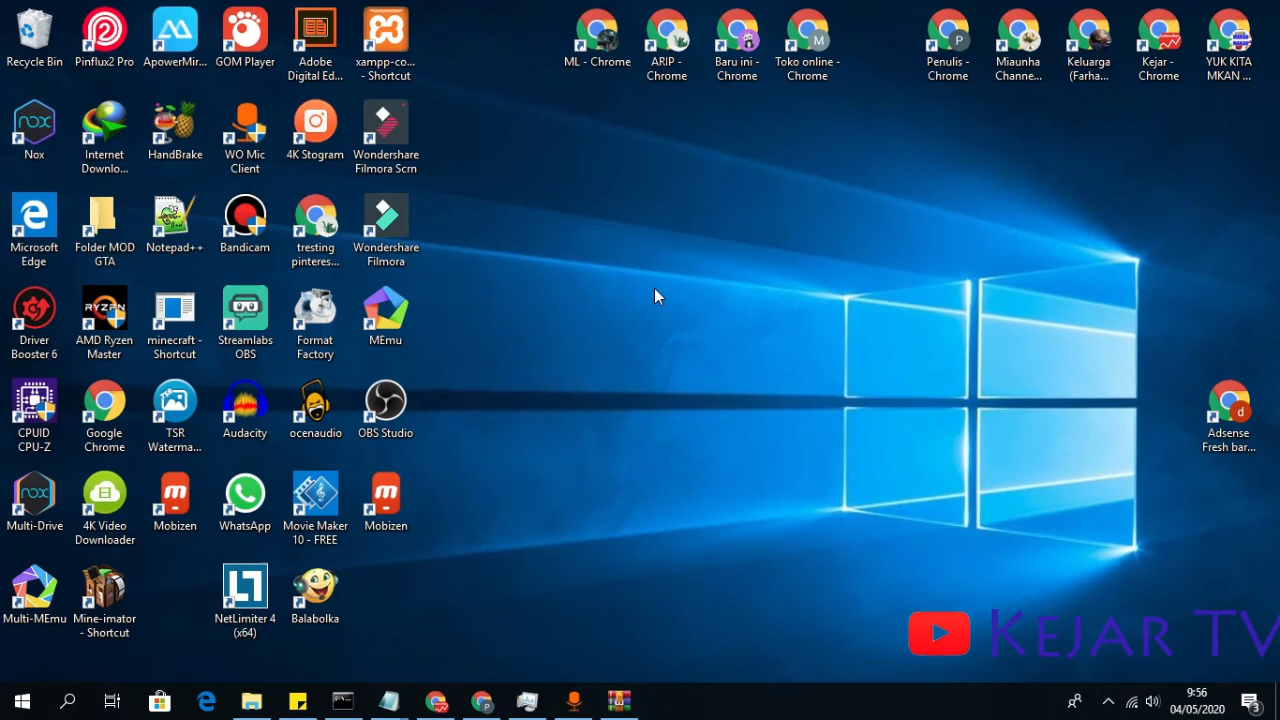 Recycle Bin
Pinflux2 Pro
ApowerMir...
GOM Player
Adobe
Digital Ed...
xampp-co...
- Shortcut
ML - Chrome
ARIP -
Chrome
Baru ini -
Chrome
Toko online -
Chrome
Penulis -
Chrome
Miaunha
Channe...
Keluarga
(Farha...
Kejar -
Chrome
YUK KITA
MKAN ...
M
P
nox
Nox
Internet
Downlo...
HandBrake
WO Mic
Client
4K Stogram
Wondershare
Filmora Scrn
Microsoft
Edge
Folder MOD
GTA
Notepad++
Bandicam
tresting
pinteres...
Wondershare
Filmora
RYZEN
Driver
Booster 6
AMD Ryzen
Master
minecraft -
Shortcut
Streamlabs
OBS
Format
Factory
MEmu
CPUID
CPU-Z
Google
Chrome
TSR
Waterma...
Audacity
ocenaudio
OBS Studio
d
Adsense
Fresh bar...
nox
m
m
Multi-Drive
4K Video
Downloader
Mobizen
WhatsApp
Movie Maker
10 - FREE
Mobizen
Multi-MEmu
Mine-imator
- Shortcut
NetLimiter 4
(x64)
Balabolka
KEJAR TV
P
9:56
04/05/2020
3